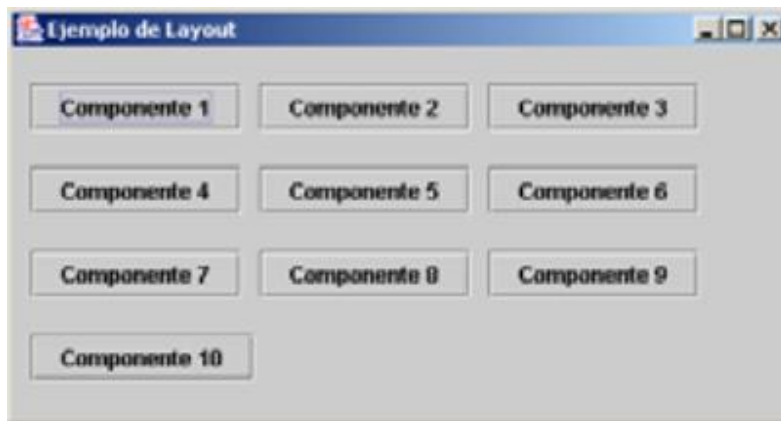 Ejemplo de Layout
Componente 1 Componente 2 Componente 3
Componente 4 Componente 5 Componente 6
Componente 7 Componente 8 Componente 9
Componente 10